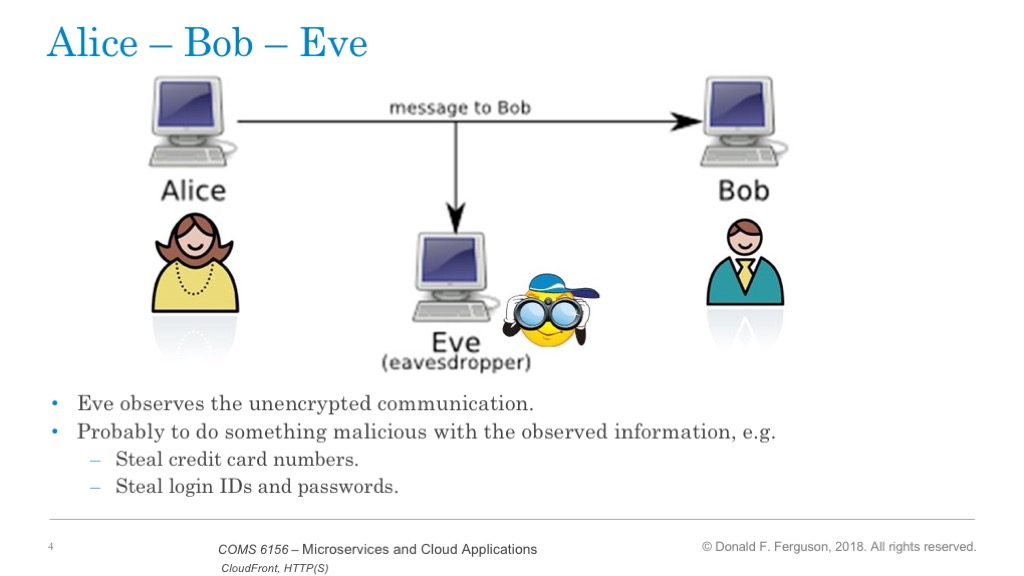 Alice – Bob – Eve
message to Bob
Alice
Bob
Eve
(eavesdropper)
• Eve observes the unencrypted communication.
• Probably to do something malicious with the observed information, e.g.
– Steal credit card numbers.
– Steal login IDs and passwords.
4
COMS 6156 – Microservices and Cloud Applications
© Donald F. Ferguson, 2018. All rights reserved.
CloudFront, HTTP(S)